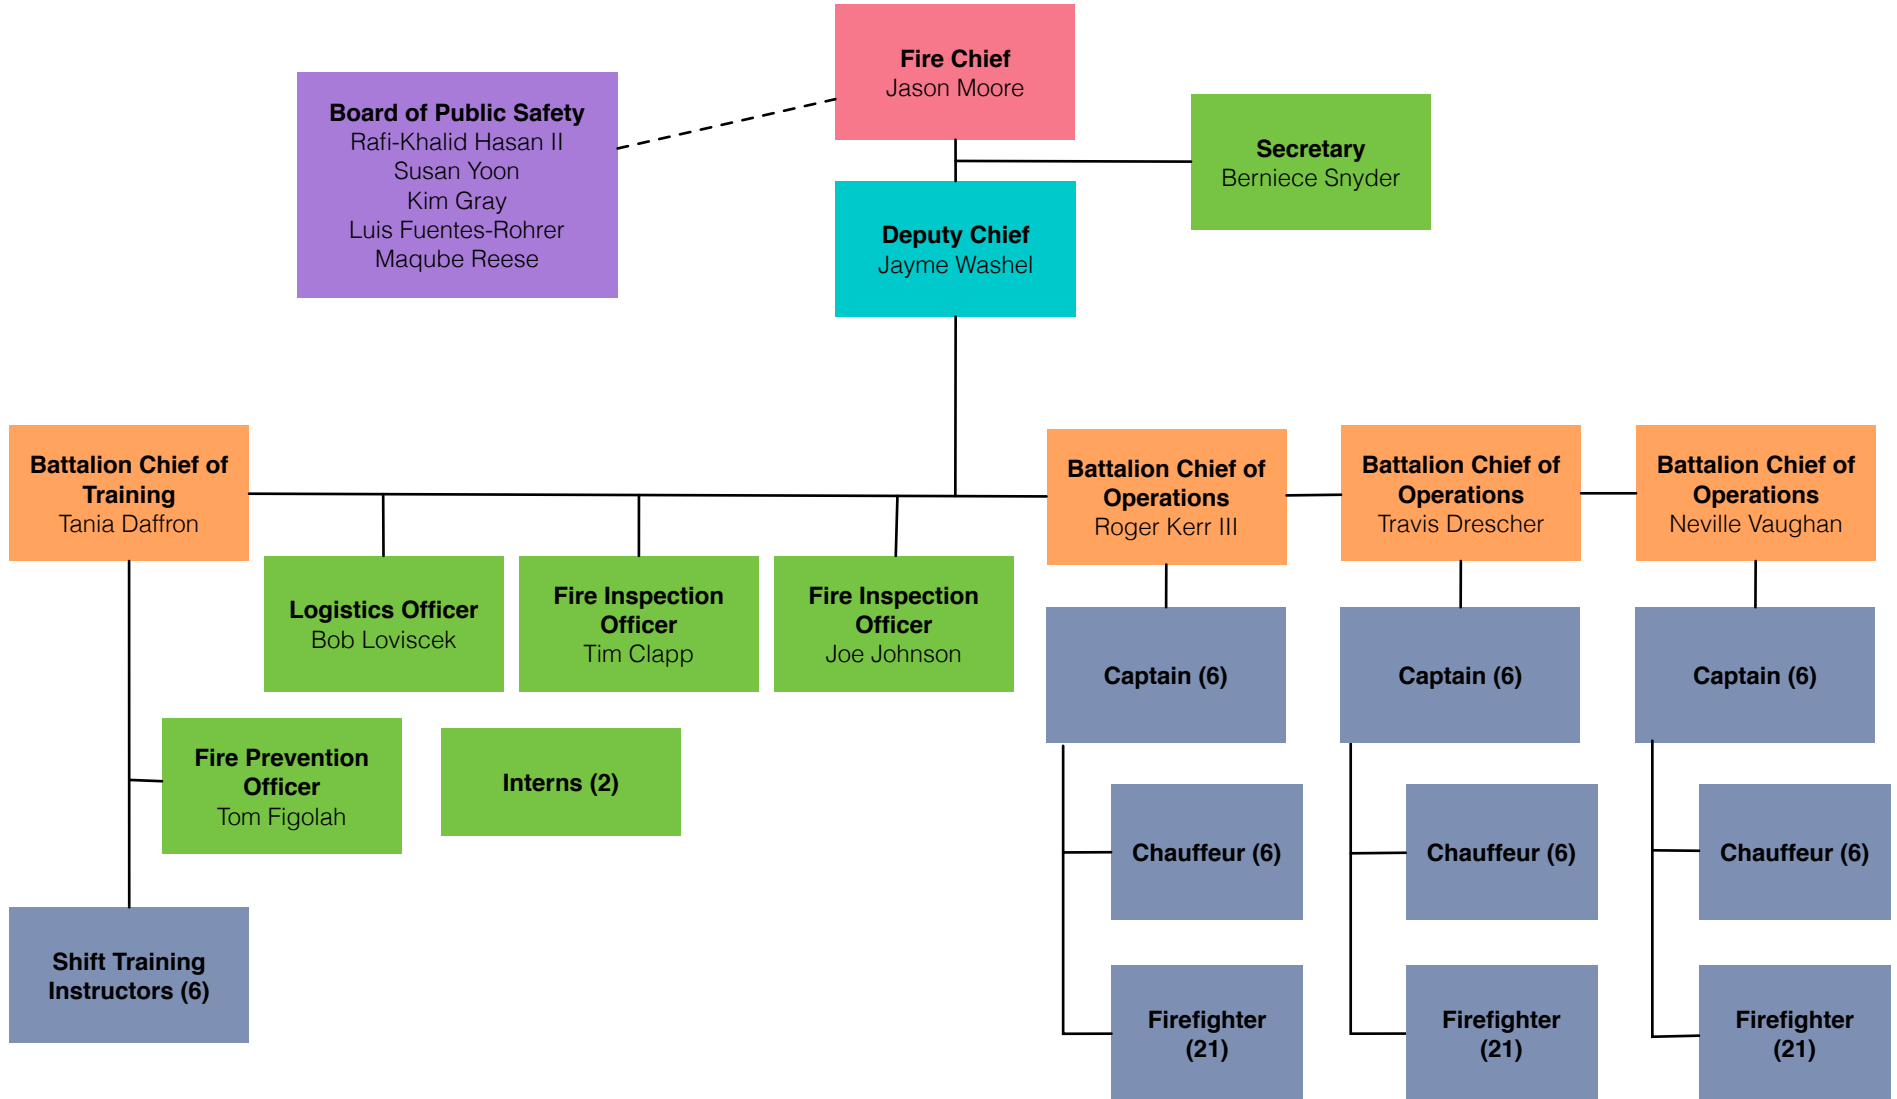 Fire Chief
Jason Moore
Board of Public Safety
Rafi-Khalid Hasan II
Susan Yoon
Kim Gray
Luis Fuentes-Rohrer
Maqube Reese
Secretary
Berniece Snyder
Deputy Chief
Jayme Washel
Battalion Chief of
Training
Tania Daffron
Battalion Chief of
Operations
Roger Kerr III
Battalion Chief of
Operations
Travis Drescher
Battalion Chief of
Operations
Neville Vaughan
Logistics Officer
Bob Loviscek
Fire Inspection
Officer
Tim Clapp
Fire Inspection
Officer
Joe Johnson
Captain (6)
Captain (6)
Captain (6)
Fire Prevention
Officer
Tom Figolah
Interns (2)
Chauffeur (6)
Chauffeur (6)
Chauffeur (6)
Shift Training
Instructors (6)
Firefighter
(21)
Firefighter
(21)
Firefighter
(21)